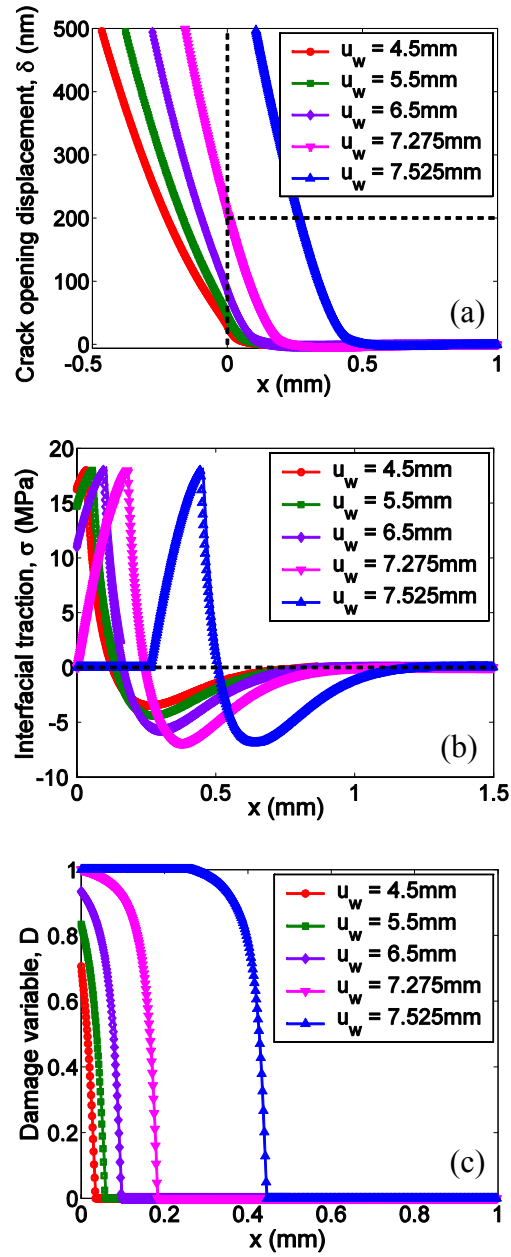 Crack opening displacement, δ (nm)
500
400
300
200
100
0
-0.5
0
0.5
1
x (mm)
u_w = 4.5mm
u_w = 5.5mm
u_w = 6.5mm
u_w = 7.275mm
u_w = 7.525mm
(a)
Interfacial traction, σ (MPa)
20
15
10
5
0
-5
-10
0
0.5
1
1.5
x (mm)
u_w = 4.5mm
u_w = 5.5mm
u_w = 6.5mm
u_w = 7.275mm
u_w = 7.525mm
(b)
Damage variable, D
1
0.8
0.6
0.4
0.2
0
0
0.2
0.4
0.6
0.8
1
x (mm)
u_w = 4.5mm
u_w = 5.5mm
u_w = 6.5mm
u_w = 7.275mm
u_w = 7.525mm
(c)